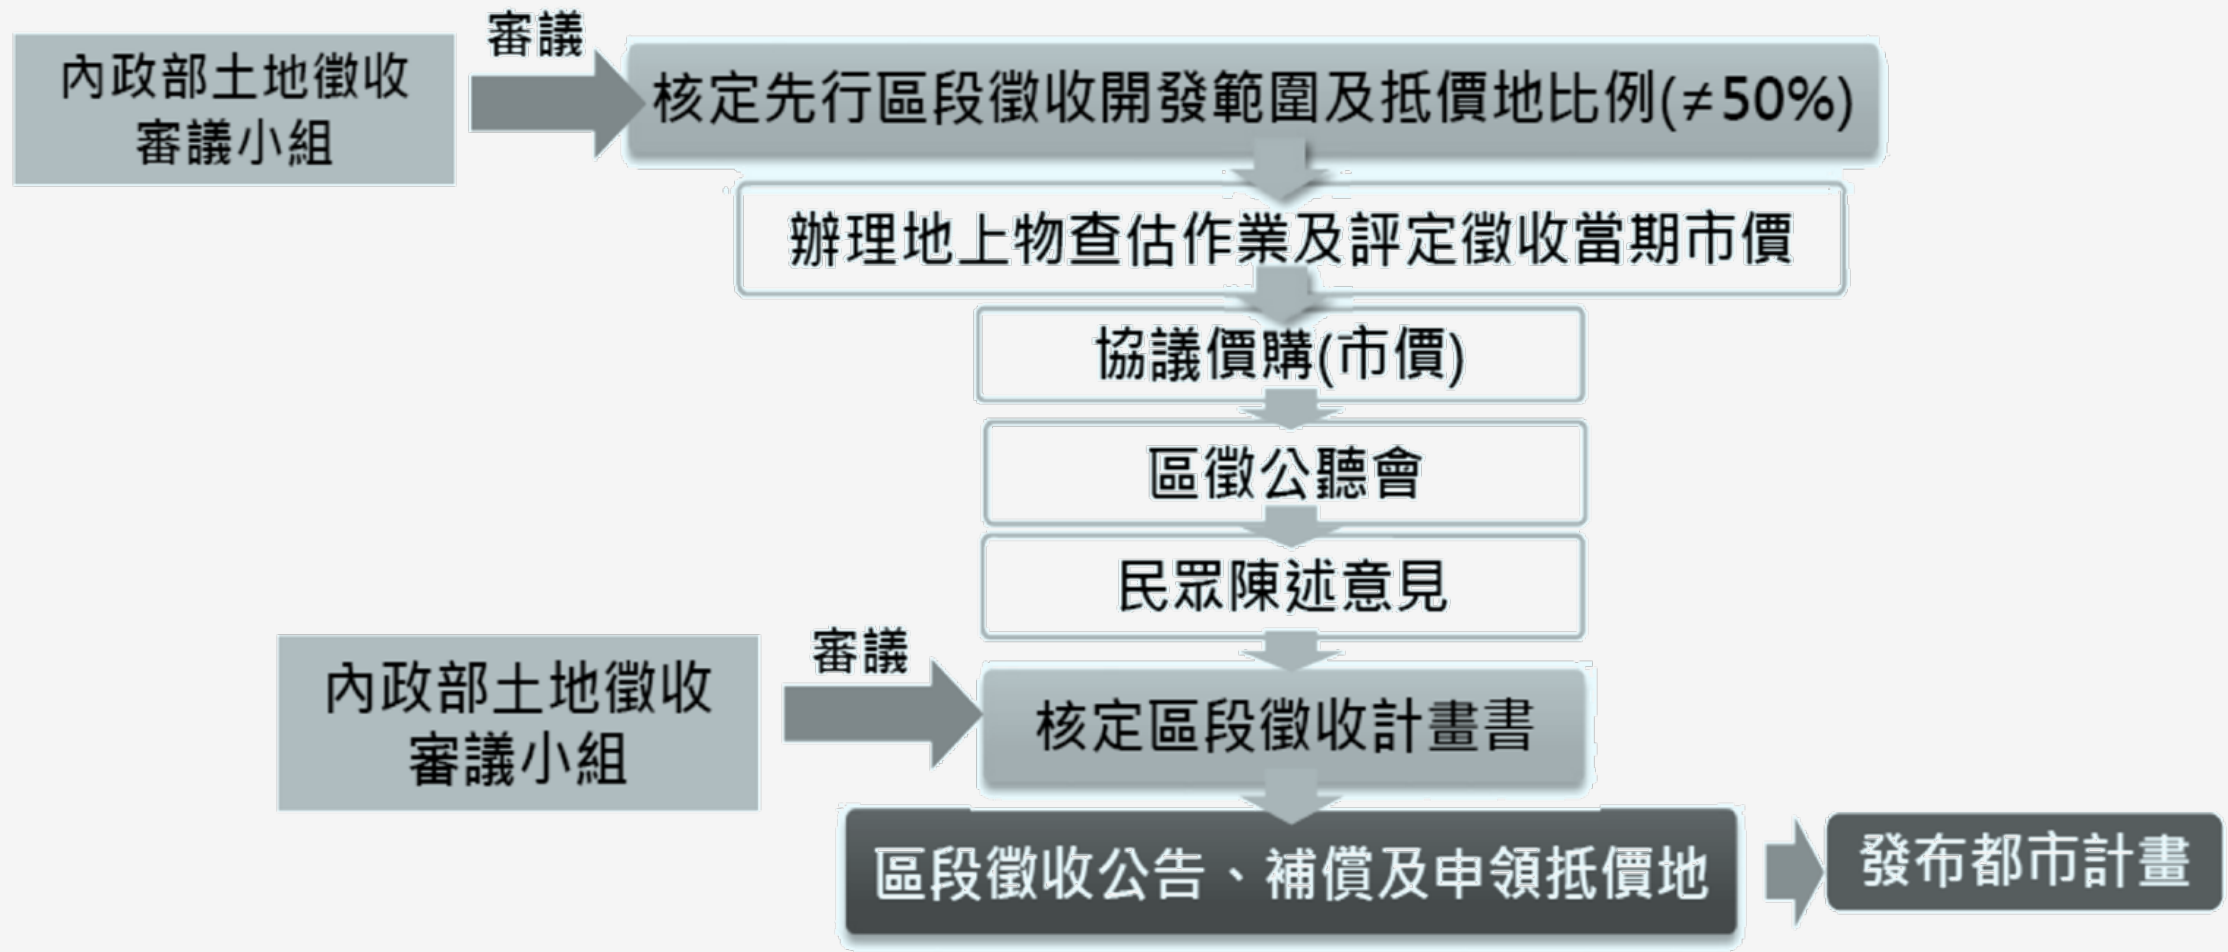 審議
內政部土地徵收
審議小組
核定先行區段徵收開發範圍及抵價地比例(≠50%)
辦理地上物查估作業及評定徵收當期市價
協議價購(市價)
區徵公聽會
民眾陳述意見
審議
內政部土地徵收
審議小組
核定區段徵收計畫書
區段徵收公告、補償及申領抵價地
發布都市計畫